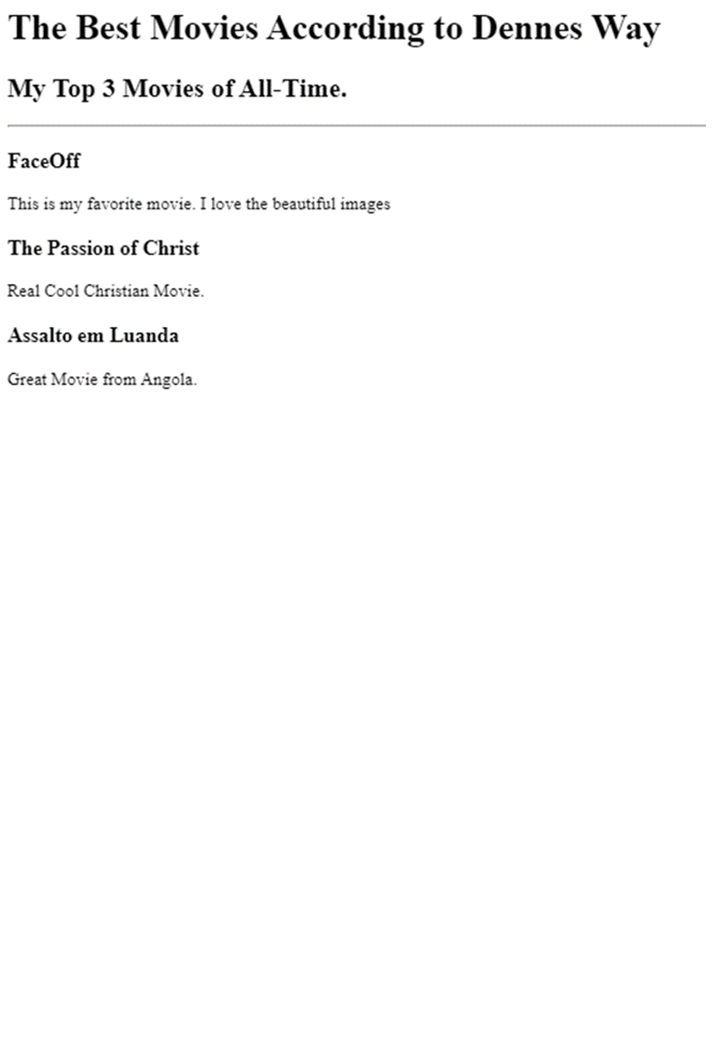 The Best Movies According to Dennes Way
My Top 3 Movies of All-Time.
FaceOff
This is my favorite movie. I love the beautiful images
The Passion of Christ
Real Cool Christian Movie.
Assalto em Luanda
Great Movie from Angola.